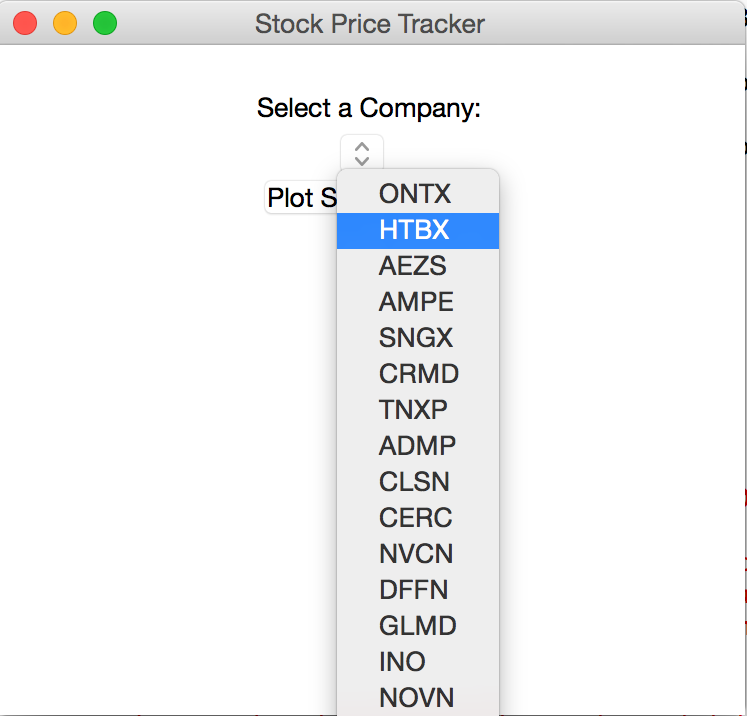 Stock Price Tracker
Select a Company:
Plot S
ONTX
HTBX
AEZS
AMPE
SNGX
CRMD
TNXP
ADMP
CLSN
CERC
NVCN
DFFN
GLMD
INO
NOVN